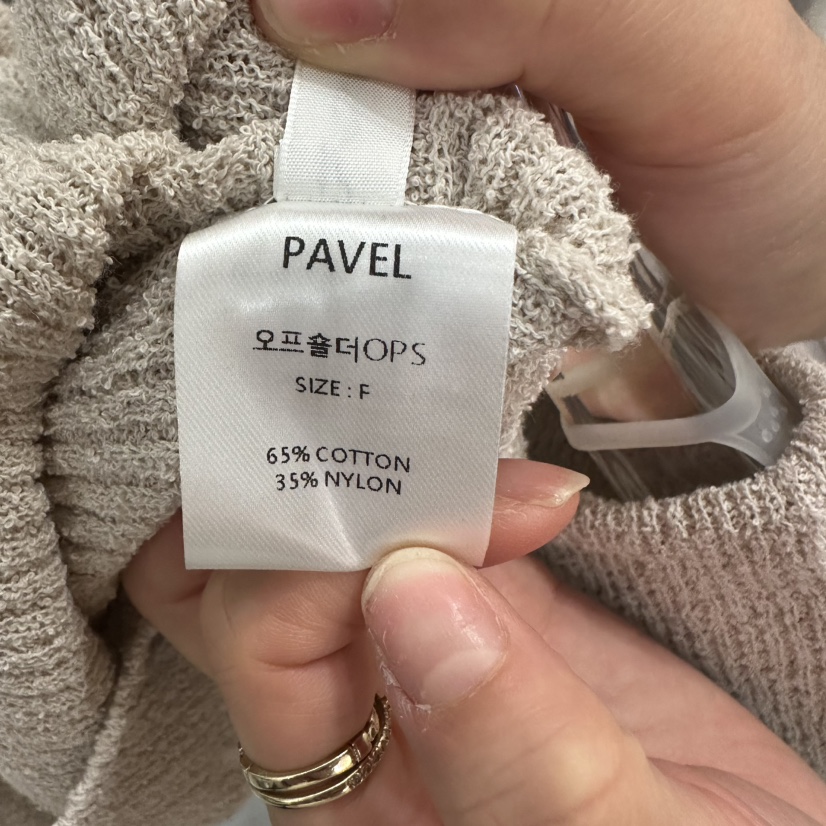 PAVEL
오프숄더OPS
SIZE : F
65% COTTON
35% NYLON